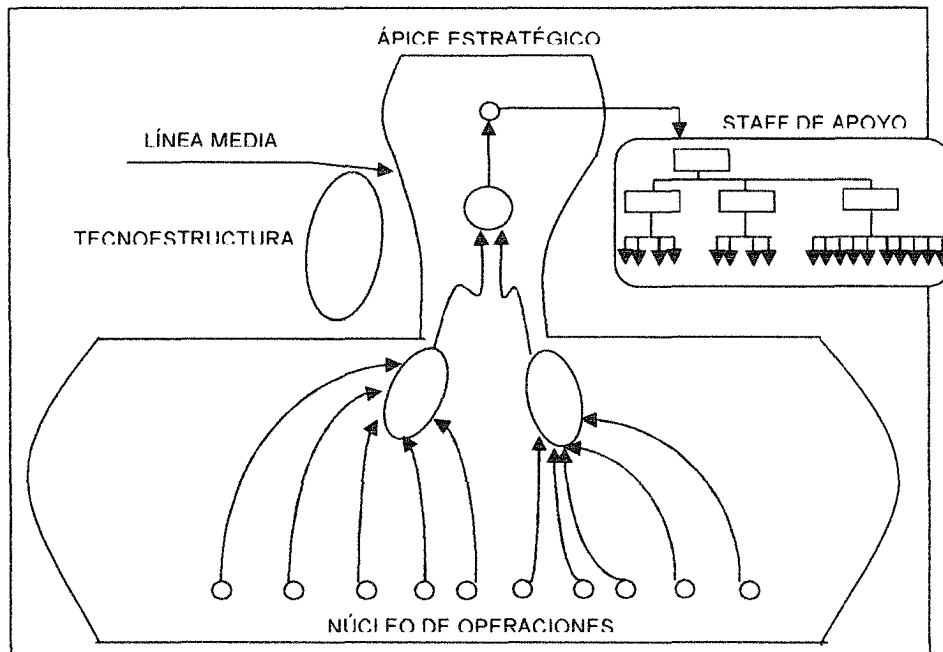 ÁPICE ESTRATÉGICO
STAFF DE APOYO
LÍNEA MEDIA
TECNOESTRUCTURA
NÚCLEO DE OPERACIONES